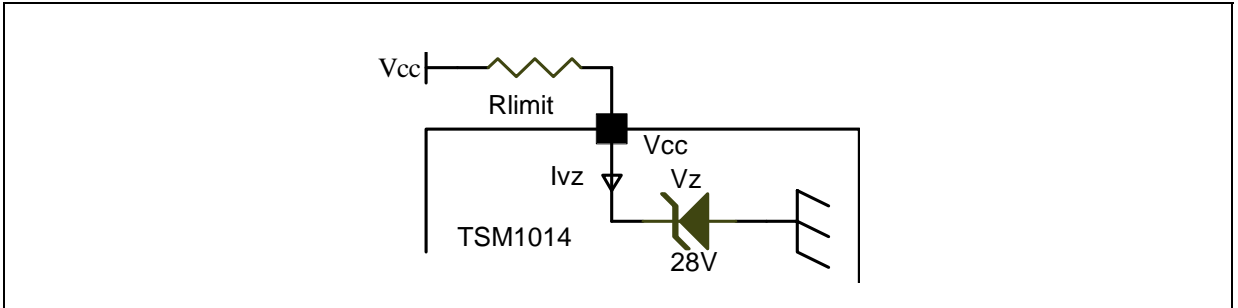 Vcc
Rlimit
Vcc
Ivz
Vz
TSM1014
28V